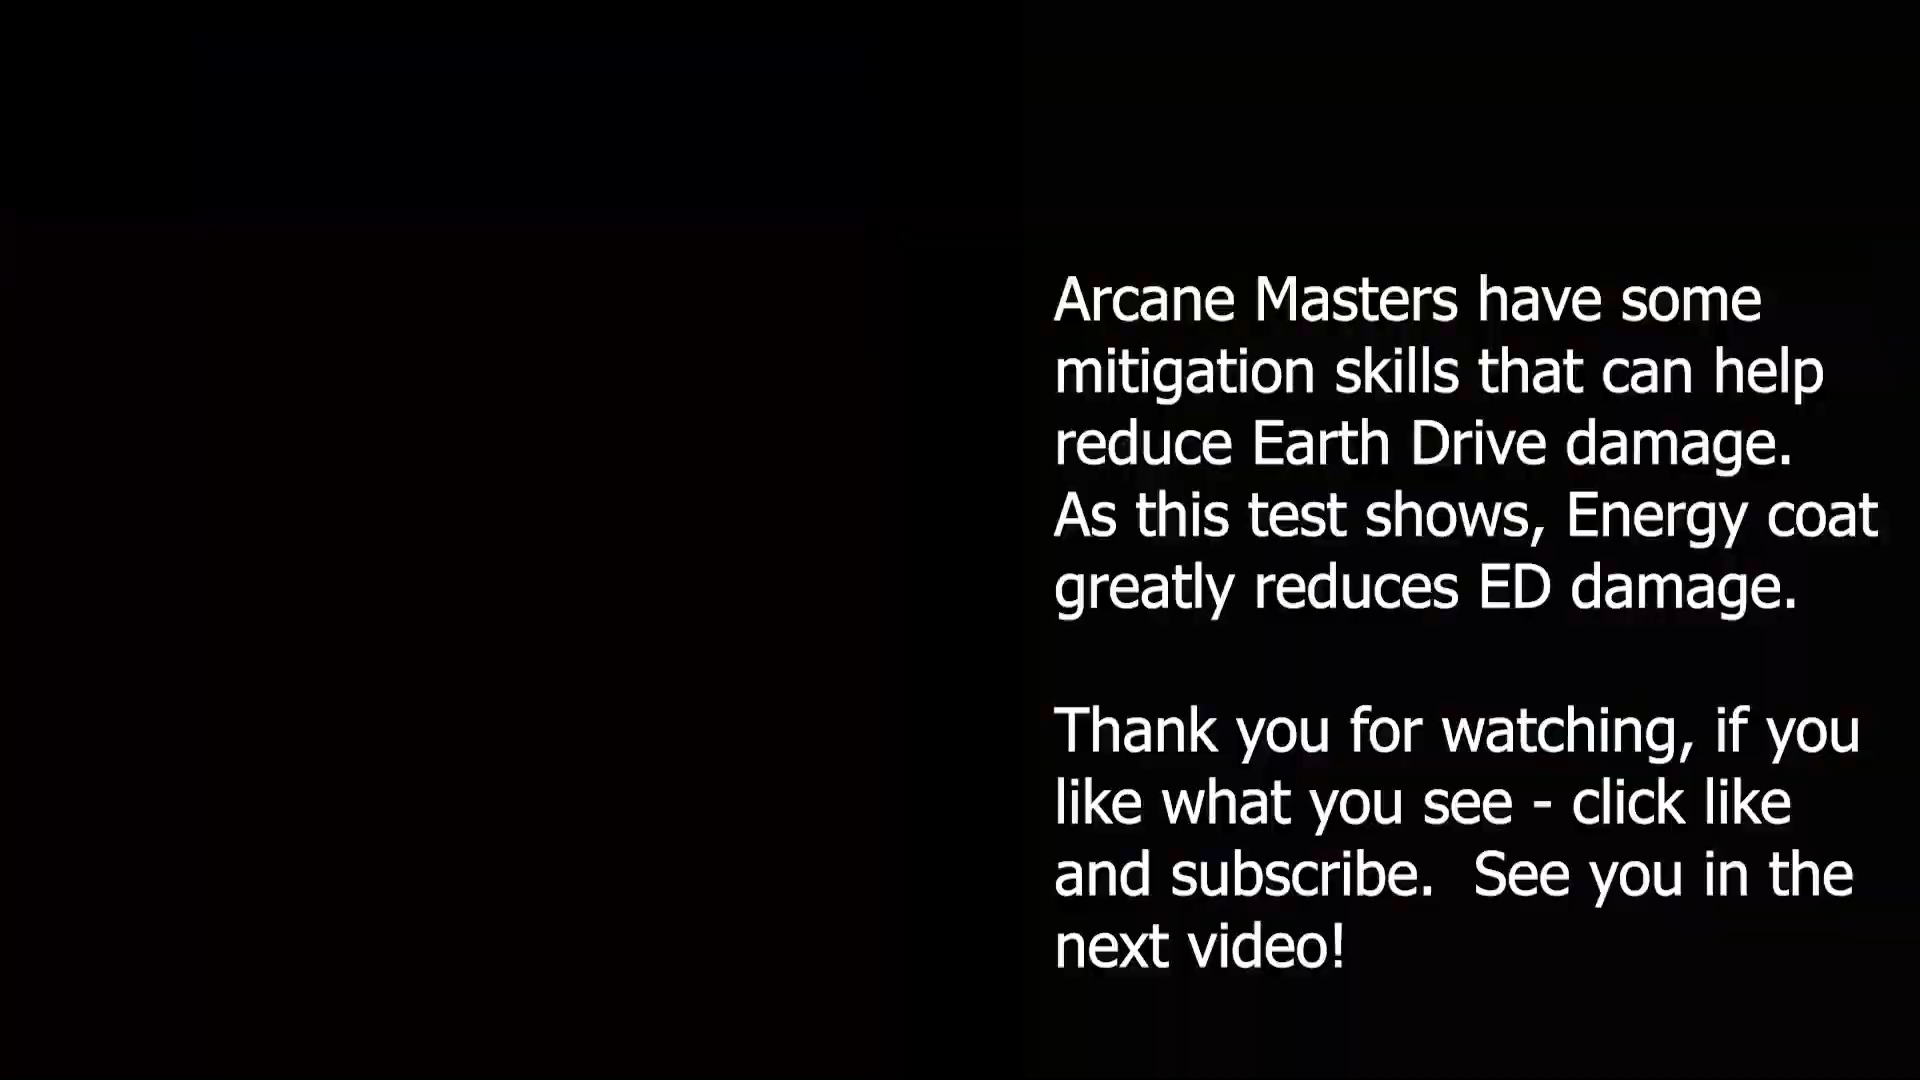 Arcane Masters have some
mitigation skills that can help
reduce Earth Drive damage.
As this test shows, Energy coat
greatly reduces ED damage.

Thank you for watching, if you
like what you see - click like
and subscribe.  See you in the
next video!